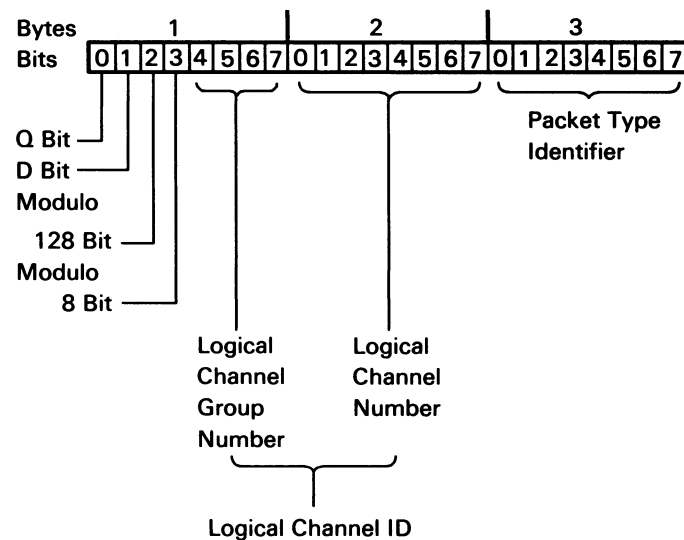 Bytes 1 2 3
Bits 0 1 2 3 4 5 6 7 0 1 2 3 4 5 6 7 0 1 2 3 4 5 6 7
Packet Type
Identifier
Q Bit
D Bit
Modulo
128 Bit
Modulo
8 Bit
Logical
Channel
Group
Number
Logical
Channel
Number
Logical Channel ID